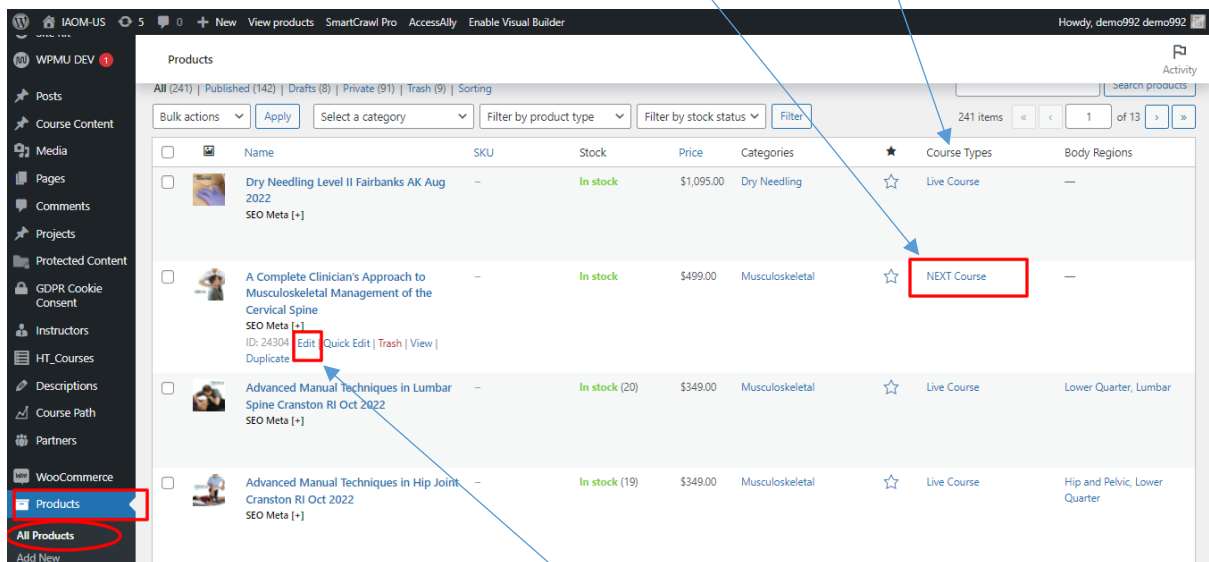 IAOM-US 5 0 + New View products SmartCrawl Pro AccessAlly Enable Visual Builder Howdy, demo992 demo992
Site Kit
WPMU DEV 1
Posts
Course Content
Media
Pages
Comments
Projects
Protected Content
GDPR Cookie
Consent
Instructors
HT_Courses
Descriptions
Course Path
Partners
WooCommerce
Products
All Products
Add New
Products
Activity
All (241) | Published (142) | Drafts (8) | Private (91) | Trash (9) | Sorting
Search products
Bulk actions Apply Select a category Filter by product type Filter by stock status Filter 241 items « ‹ 1 of 13 › »
Name SKU Stock Price Categories ★ Course Types Body Regions
Dry Needling Level II Fairbanks AK Aug – In stock $1,095.00 Dry Needling Live Course —
2022
SEO Meta [+]
A Complete Clinician's Approach to – In stock $499.00 Musculoskeletal NEXT Course —
Musculoskeletal Management of the
Cervical Spine
SEO Meta [+]
ID: 24304 | Edit | Quick Edit | Trash | View |
Duplicate
Advanced Manual Techniques in Lumbar – In stock (20) $349.00 Musculoskeletal Live Course Lower Quarter, Lumbar
Spine Cranston RI Oct 2022
SEO Meta [+]
Advanced Manual Techniques in Hip Joint – In stock (19) $349.00 Musculoskeletal Live Course Hip and Pelvic, Lower
Cranston RI Oct 2022 Quarter
SEO Meta [+]